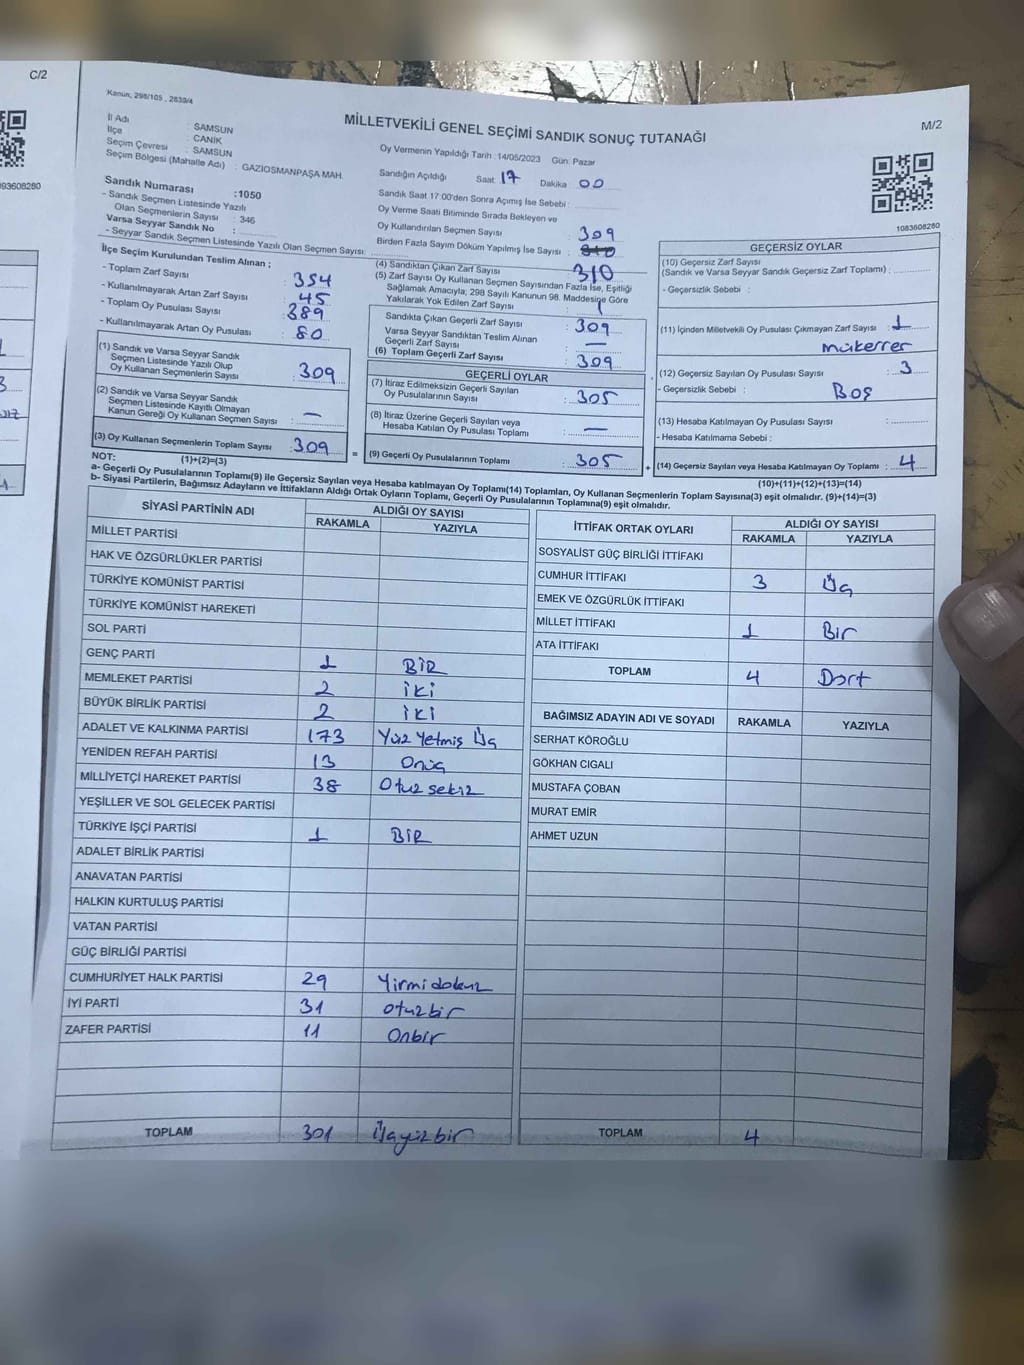 C/2
093608280
Kanun, 298/105 , 2839/4
MİLLETVEKİLİ GENEL SEÇİMİ SANDIK SONUÇ TUTANAĞI
M/2
1083608280
İl Adı : SAMSUN
İlçe : CANİK
Seçim Çevresi : SAMSUN
Seçim Bölgesi (Mahalle Adı) : GAZİOSMANPAŞA MAH.
Sandık Numarası :1050
- Sandık Seçmen Listesinde Yazılı
Olan Seçmenlerin Sayısı : 346
Varsa Seyyar Sandık No :
- Seyyar Sandık Seçmen Listesinde Yazılı Olan Seçmen Sayısı:
Oy Vermenin Yapıldığı Tarih :14/05/2023 Gün: Pazar
Sandığın Açıldığı Saat 17 Dakika 00
Sandık Saat 17:00'den Sonra Açılmış İse Sebebi :
Oy Verme Saati Bitiminde Sırada Bekleyen ve
Oy Kullandırılan Seçmen Sayısı : 309
Birden Fazla Sayım Döküm Yapılmış İse Sayısı :
İlçe Seçim Kurulundan Teslim Alınan ;
- Toplam Zarf Sayısı : 354
- Kullanılmayarak Artan Zarf Sayısı : 45
- Toplam Oy Pusulası Sayısı : 389
- Kullanılmayarak Artan Oy Pusulası : 80
(1) Sandık ve Varsa Seyyar Sandık
Seçmen Listesinde Yazılı Olup
Oy Kullanan Seçmenlerin Sayısı : 309
(2) Sandık ve Varsa Seyyar Sandık
Seçmen Listesinde Kayıtlı Olmayan
Kanun Gereği Oy Kullanan Seçmen Sayısı : —
(3) Oy Kullanan Seçmenlerin Toplam Sayısı : 309
(1)+(2)=(3)
(4) Sandıktan Çıkan Zarf Sayısı : 310
(5) Zarf Sayısı Oy Kullanan Seçmen Sayısından Fazla İse, Eşitliği
Sağlamak Amacıyla; 298 Sayılı Kanunun 98. Maddesine Göre
Yakılarak Yok Edilen Zarf Sayısı : 1
Sandıkta Çıkan Geçerli Zarf Sayısı : 309
Varsa Seyyar Sandıktan Teslim Alınan
Geçerli Zarf Sayısı : —
(6) Toplam Geçerli Zarf Sayısı : 309
GEÇERLİ OYLAR
(7) İtiraz Edilmeksizin Geçerli Sayılan
Oy Pusulalarının Sayısı : 305
(8) İtiraz Üzerine Geçerli Sayılan veya
Hesaba Katılan Oy Pusulası Toplamı : —
= (9) Geçerli Oy Pusulalarının Toplamı : 305
GEÇERSİZ OYLAR
(10) Geçersiz Zarf Sayısı
(Sandık ve Varsa Seyyar Sandık Geçersiz Zarf Toplamı) :
- Geçersizlik Sebebi :
(11) İçinden Milletvekili Oy Pusulası Çıkmayan Zarf Sayısı : 1
mükerrer
(12) Geçersiz Sayılan Oy Pusulası Sayısı : 3
- Geçersizlik Sebebi : Boş
(13) Hesaba Katılmayan Oy Pusulası Sayısı :
- Hesaba Katılmama Sebebi :
+ (14) Geçersiz Sayılan veya Hesaba Katılmayan Oy Toplamı : 4
(10)+(11)+(12)+(13)=(14)
NOT:
a- Geçerli Oy Pusulalarının Toplamı(9) ile Geçersiz Sayılan veya Hesaba katılmayan Oy Toplamı(14) Toplamları, Oy Kullanan Seçmenlerin Toplam Sayısına(3) eşit olmalıdır. (9)+(14)=(3)
b- Siyasi Partilerin, Bağımsız Adayların ve İttifakların Aldığı Ortak Oyların Toplamı, Geçerli Oy Pusulalarının Toplamına(9) eşit olmalıdır.
SİYASİ PARTİNİN ADI ALDIĞI OY SAYISI
RAKAMLA YAZIYLA
MİLLET PARTİSİ
HAK VE ÖZGÜRLÜKLER PARTİSİ
TÜRKİYE KOMÜNİST PARTİSİ
TÜRKİYE KOMÜNİST HAREKETİ
SOL PARTİ
GENÇ PARTİ 1 BİR
MEMLEKET PARTİSİ 2 iki
BÜYÜK BİRLİK PARTİSİ 2 iki
ADALET VE KALKINMA PARTİSİ 173 Yüz Yetmiş Üç
YENİDEN REFAH PARTİSİ 13 Onüç
MİLLİYETÇİ HAREKET PARTİSİ 38 Otuz sekiz
YEŞİLLER VE SOL GELECEK PARTİSİ
TÜRKİYE İŞÇİ PARTİSİ 1 BİR
ADALET BİRLİK PARTİSİ
ANAVATAN PARTİSİ
HALKIN KURTULUŞ PARTİSİ
VATAN PARTİSİ
GÜÇ BİRLİĞİ PARTİSİ
CUMHURİYET HALK PARTİSİ 29 Yirmidokuz
İYİ PARTİ 31 otuzbir
ZAFER PARTİSİ 11 Onbir
TOPLAM 301 Üçyüzbir
İTTİFAK ORTAK OYLARI ALDIĞI OY SAYISI
RAKAMLA YAZIYLA
SOSYALİST GÜÇ BİRLİĞİ İTTİFAKI
CUMHUR İTTİFAKI 3 Üç
EMEK VE ÖZGÜRLÜK İTTİFAKI
MİLLET İTTİFAKI 1 Bir
ATA İTTİFAKI
TOPLAM 4 Dört
BAĞIMSIZ ADAYIN ADI VE SOYADI RAKAMLA YAZIYLA
SERHAT KÖROĞLU
GÖKHAN CIGALI
MUSTAFA ÇOBAN
MURAT EMİR
AHMET UZUN
TOPLAM 4